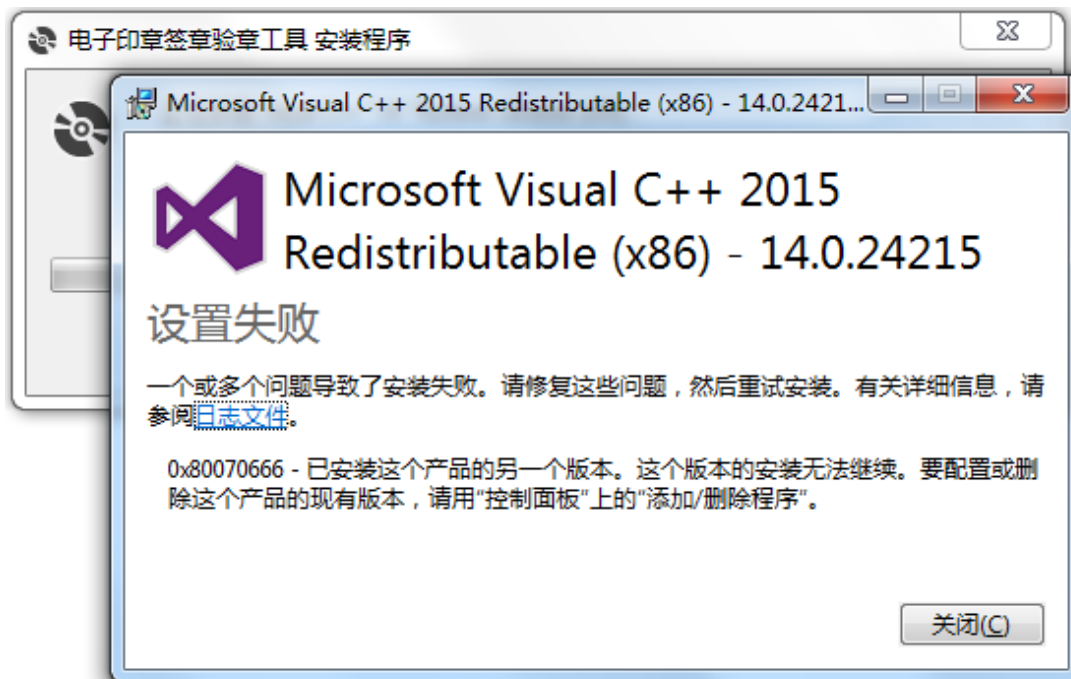 电子印章签章验章工具 安装程序
Microsoft Visual C++ 2015 Redistributable (x86) - 14.0.2421...
Microsoft Visual C++ 2015
Redistributable (x86) - 14.0.24215
设置失败
一个或多个问题导致了安装失败。请修复这些问题，然后重试安装。有关详细信息，请
参阅日志文件。
0x80070666 - 已安装这个产品的另一个版本。这个版本的安装无法继续。要配置或删
除这个产品的现有版本，请用“控制面板”上的“添加/删除程序”。
关闭(C)